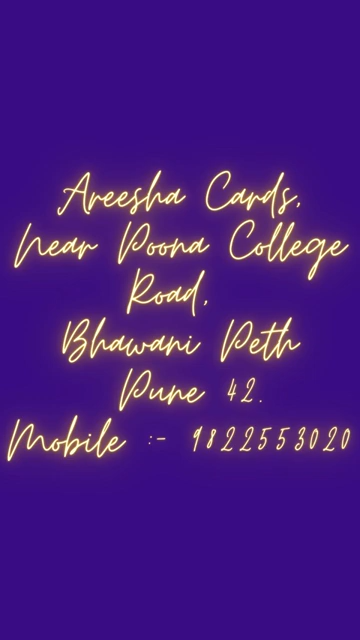 Areesha Cards,
Near Poona College
Road,
Bhawani Peth
Pune 42.
Mobile :- 9822553020